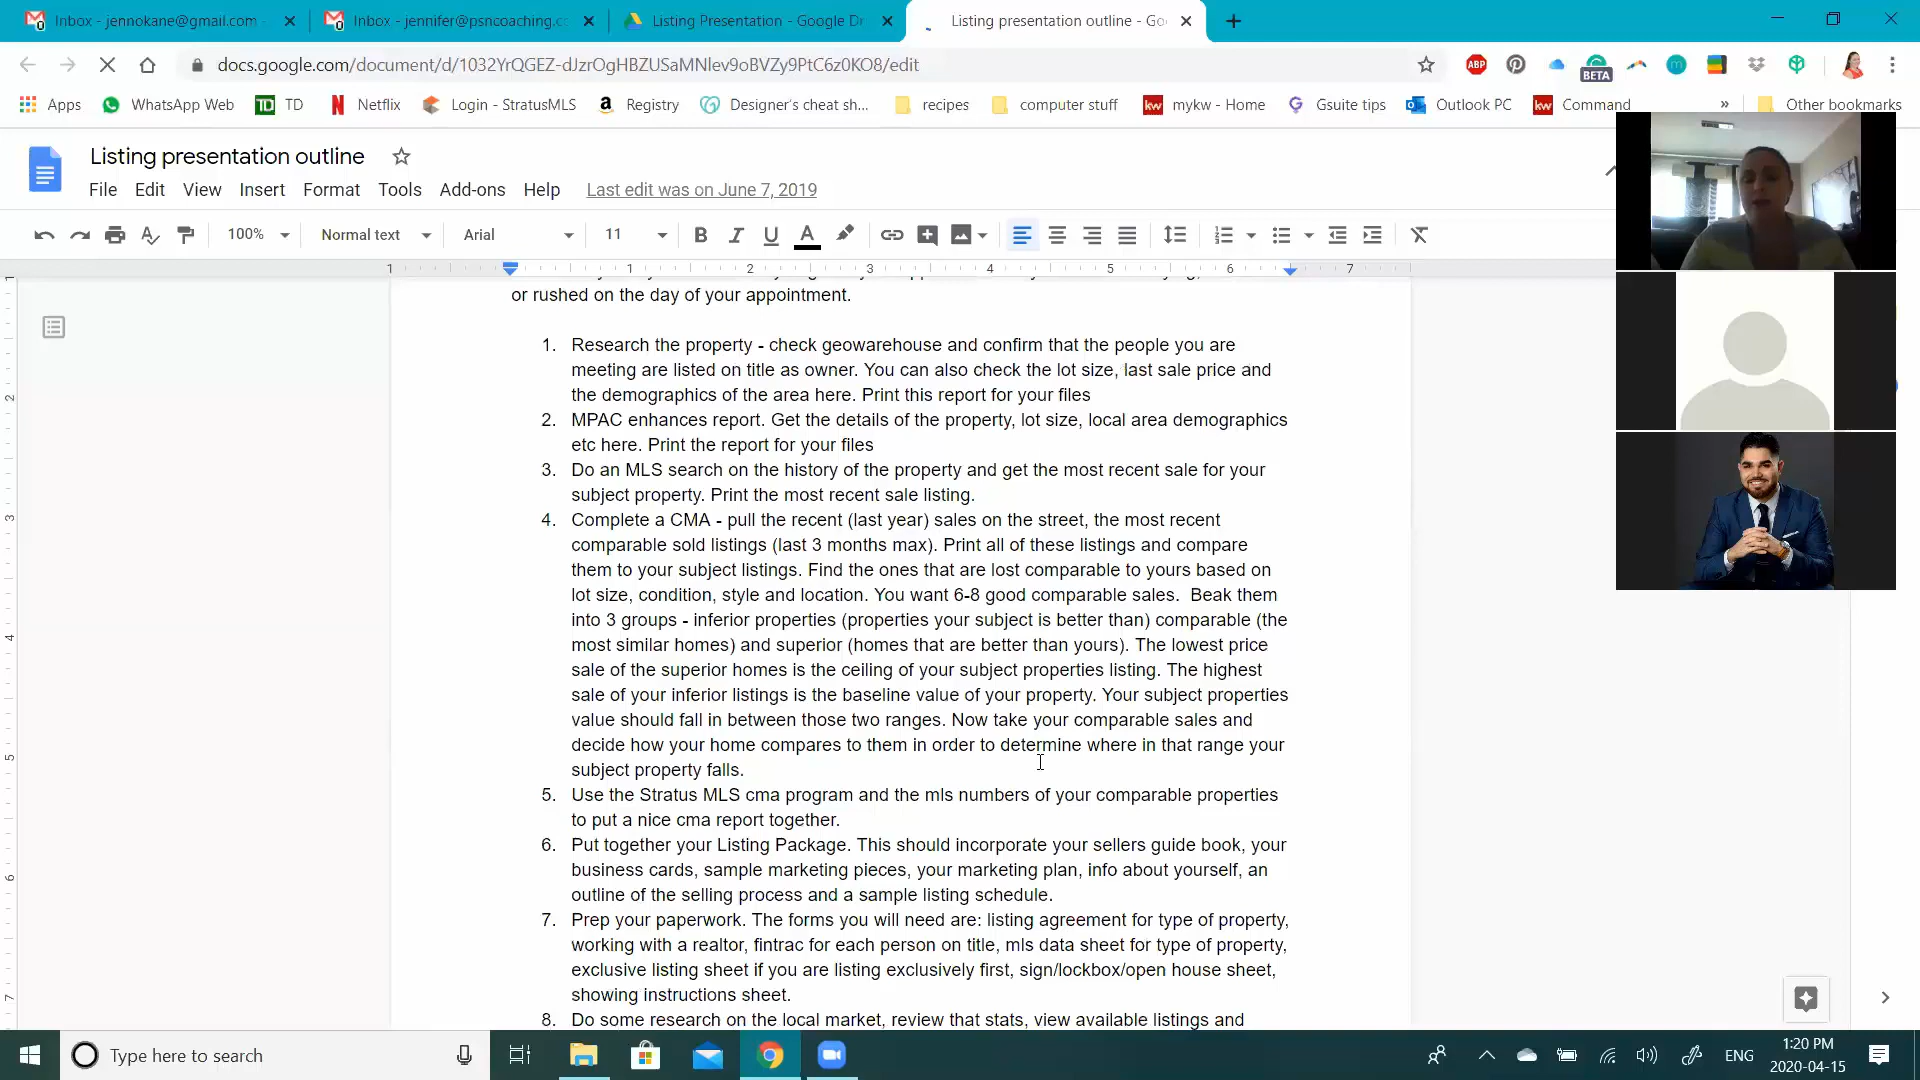 Inbox - jennokane@gmail.com -
Inbox - jennifer@psncoaching.co
Listing Presentation - Google Dr
Listing presentation outline - Go
docs.google.com/document/d/1032YrQGEZ-dJzrOgHBZUSaMNlev9oBVZy9PtC6z0KO8/edit
ABP
BETA
Apps
WhatsApp Web
TD
TD
Netflix
Login - StratusMLS
Registry
Designer's cheat sh...
recipes
computer stuff
kw
mykw - Home
Gsuite tips
Outlook PC
kw
Command
»
Other bookmarks
Listing presentation outline
File Edit View Insert Format Tools Add-ons Help Last edit was on June 7, 2019
100% Normal text Arial 11 B I U A
1 1 2 3 4 5 6 7
or rushed on the day of your appointment.
1. Research the property - check geowarehouse and confirm that the people you are
meeting are listed on title as owner. You can also check the lot size, last sale price and
the demographics of the area here. Print this report for your files
2. MPAC enhances report. Get the details of the property, lot size, local area demographics
etc here. Print the report for your files
3. Do an MLS search on the history of the property and get the most recent sale for your
subject property. Print the most recent sale listing.
4. Complete a CMA - pull the recent (last year) sales on the street, the most recent
comparable sold listings (last 3 months max). Print all of these listings and compare
them to your subject listings. Find the ones that are lost comparable to yours based on
lot size, condition, style and location. You want 6-8 good comparable sales.  Beak them
into 3 groups - inferior properties (properties your subject is better than) comparable (the
most similar homes) and superior (homes that are better than yours). The lowest price
sale of the superior homes is the ceiling of your subject properties listing. The highest
sale of your inferior listings is the baseline value of your property. Your subject properties
value should fall in between those two ranges. Now take your comparable sales and
decide how your home compares to them in order to determine where in that range your
subject property falls.
5. Use the Stratus MLS cma program and the mls numbers of your comparable properties
to put a nice cma report together.
6. Put together your Listing Package. This should incorporate your sellers guide book, your
business cards, sample marketing pieces, your marketing plan, info about yourself, an
outline of the selling process and a sample listing schedule.
7. Prep your paperwork. The forms you will need are: listing agreement for type of property,
working with a realtor, fintrac for each person on title, mls data sheet for type of property,
exclusive listing sheet if you are listing exclusively first, sign/lockbox/open house sheet,
showing instructions sheet.
8. Do some research on the local market, review that stats, view available listings and
1
2
3
4
5
6
7
Type here to search
ENG
1:20 PM
2020-04-15